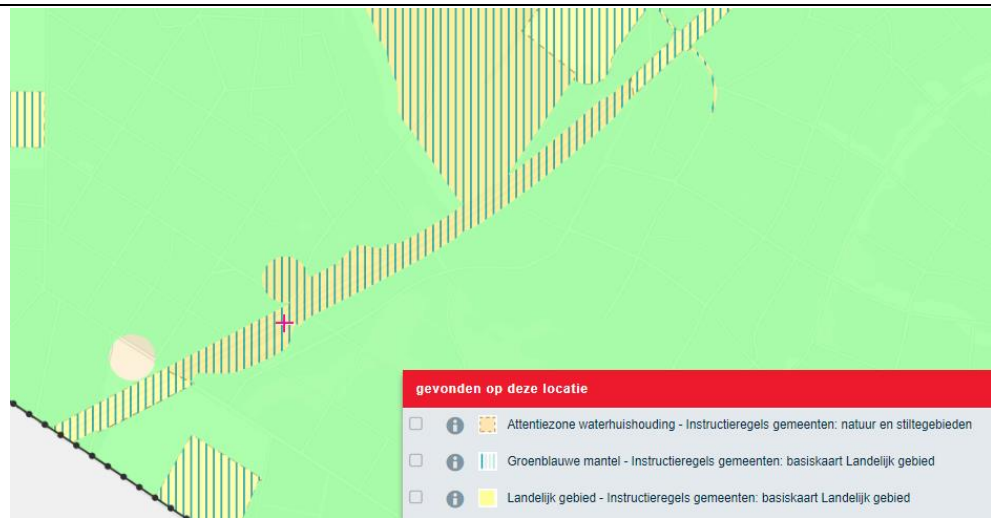 gevonden op deze locatie
Attentiezone waterhuishouding - Instructieregels gemeenten: natuur en stiltegebieden
Groenblauwe mantel - Instructieregels gemeenten: basiskaart Landelijk gebied
Landelijk gebied - Instructieregels gemeenten: basiskaart Landelijk gebied